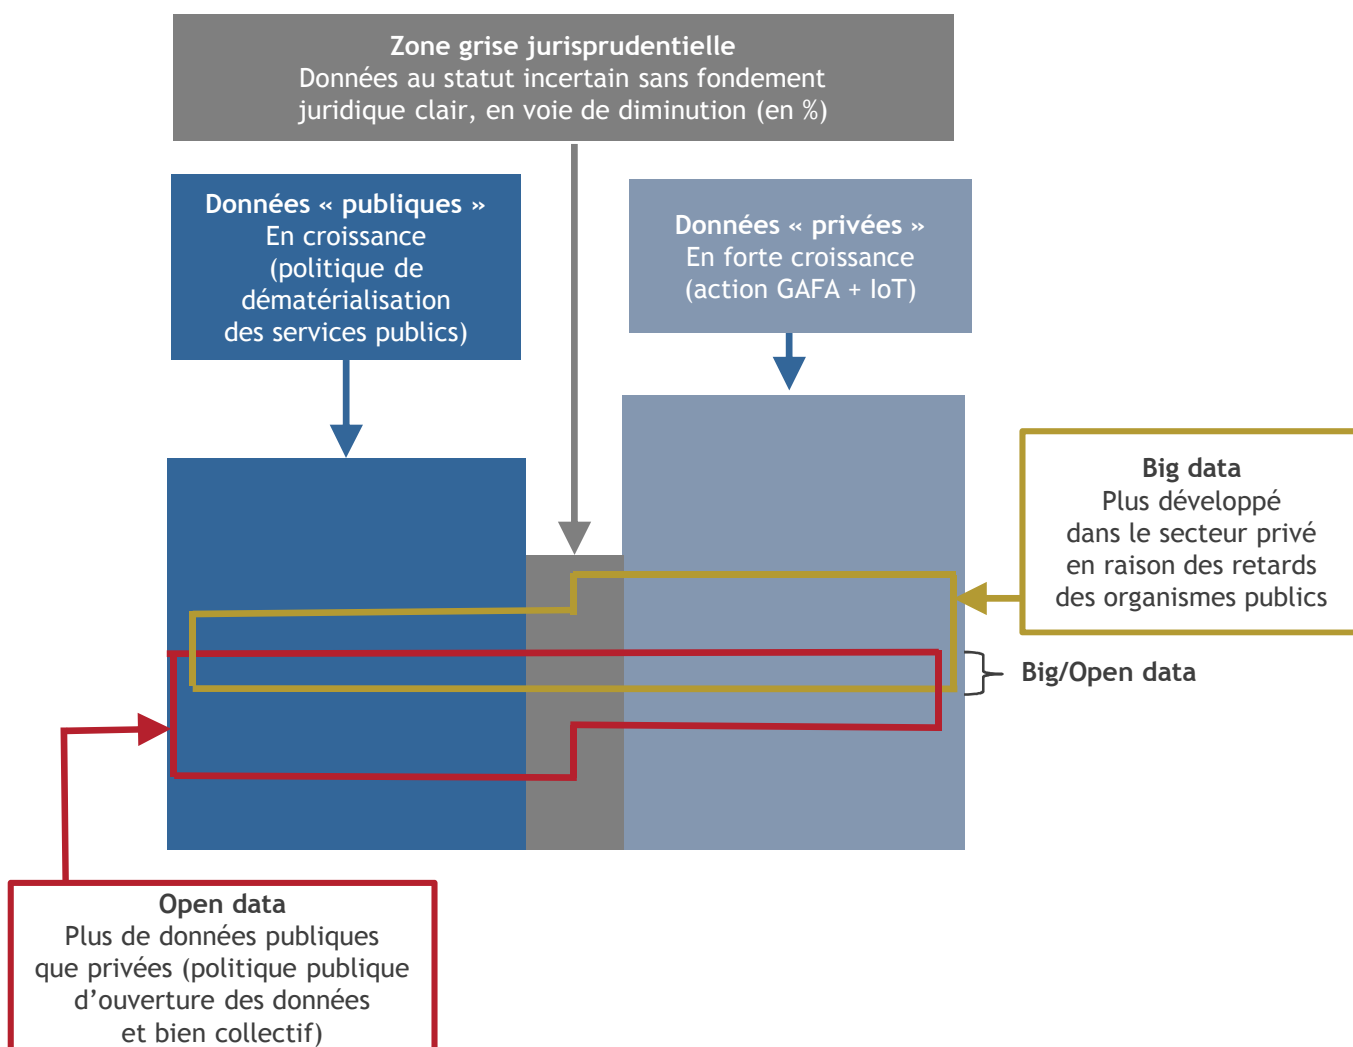 Zone grise jurisprudentielle
Données au statut incertain sans fondement
juridique clair, en voie de diminution (en %)
Données « publiques »
En croissance
(politique de
dématérialisation
des services publics)
Données « privées »
En forte croissance
(action GAFA + IoT)
Big data
Plus développé
dans le secteur privé
en raison des retards
des organismes publics
Big/Open data
Open data
Plus de données publiques
que privées (politique publique
d’ouverture des données
et bien collectif)